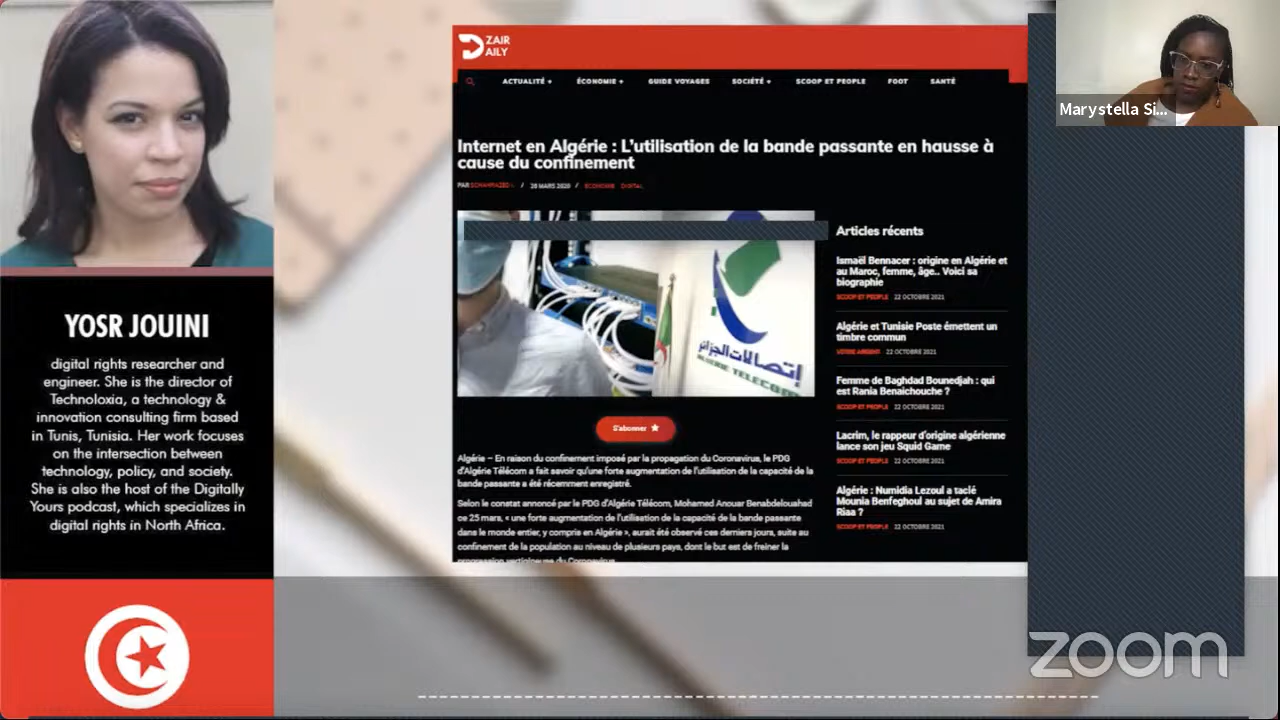 YOSR JOUINI
digital rights researcher and
engineer. She is the director of
Technoloxia, a technology &
innovation consulting firm based
in Tunis, Tunisia. Her work focuses
on the intersection between
technology, policy, and society.
She is also the host of the Digitally
Yours podcast, which specializes in
digital rights in North Africa.
ZAIR
AILY
ACTUALITÉ +
ÉCONOMIE +
GUIDE VOYAGES
SOCIÉTÉ +
SCOOP ET PEOPLE
FOOT
SANTÉ
Internet en Algérie : L'utilisation de la bande passante en hausse à
cause du confinement
PAR / 28 MARS 2020 / ÉCONOMIE DIGITAL
اتصالات الجزائر
ALGERIE TELECOM
S'abonner
Algérie – En raison du confinement imposé par la propagation du Coronavirus, le PDG
d'Algérie Télécom a fait savoir qu'une forte augmentation de l'utilisation de la capacité de la
bande passante a été récemment enregistré.
Selon le constat annoncé par le PDG d'Algérie Télécom, Mohamed Anouar Benabdelouahad
ce 25 mars, « une forte augmentation de l'utilisation de la capacité de la bande passante
dans le monde entier, y compris en Algérie », aurait été observé ces derniers jours, suite au
confinement de la population au niveau de plusieurs pays, dont le but est de freiner la
progression vertigineuse du Coronavirus.
Articles récents
Ismaël Bennacer : origine en Algérie et
au Maroc, femme, âge.. Voici sa
biographie
SCOOP ET PEOPLE 22 OCTOBRE 2021
Algérie et Tunisie Poste émettent un
timbre commun
VOTRE ARGENT 22 OCTOBRE 2021
Femme de Baghdad Bounedjah : qui
est Rania Benaichouche ?
SCOOP ET PEOPLE 22 OCTOBRE 2021
Lacrim, le rappeur d'origine algérienne
lance son jeu Squid Game
SCOOP ET PEOPLE 22 OCTOBRE 2021
Algérie : Numidia Lezoul a taclé
Mounia Benfeghoul au sujet de Amira
Riaa ?
SCOOP ET PEOPLE 22 OCTOBRE 2021
Marystella Si...
zoom